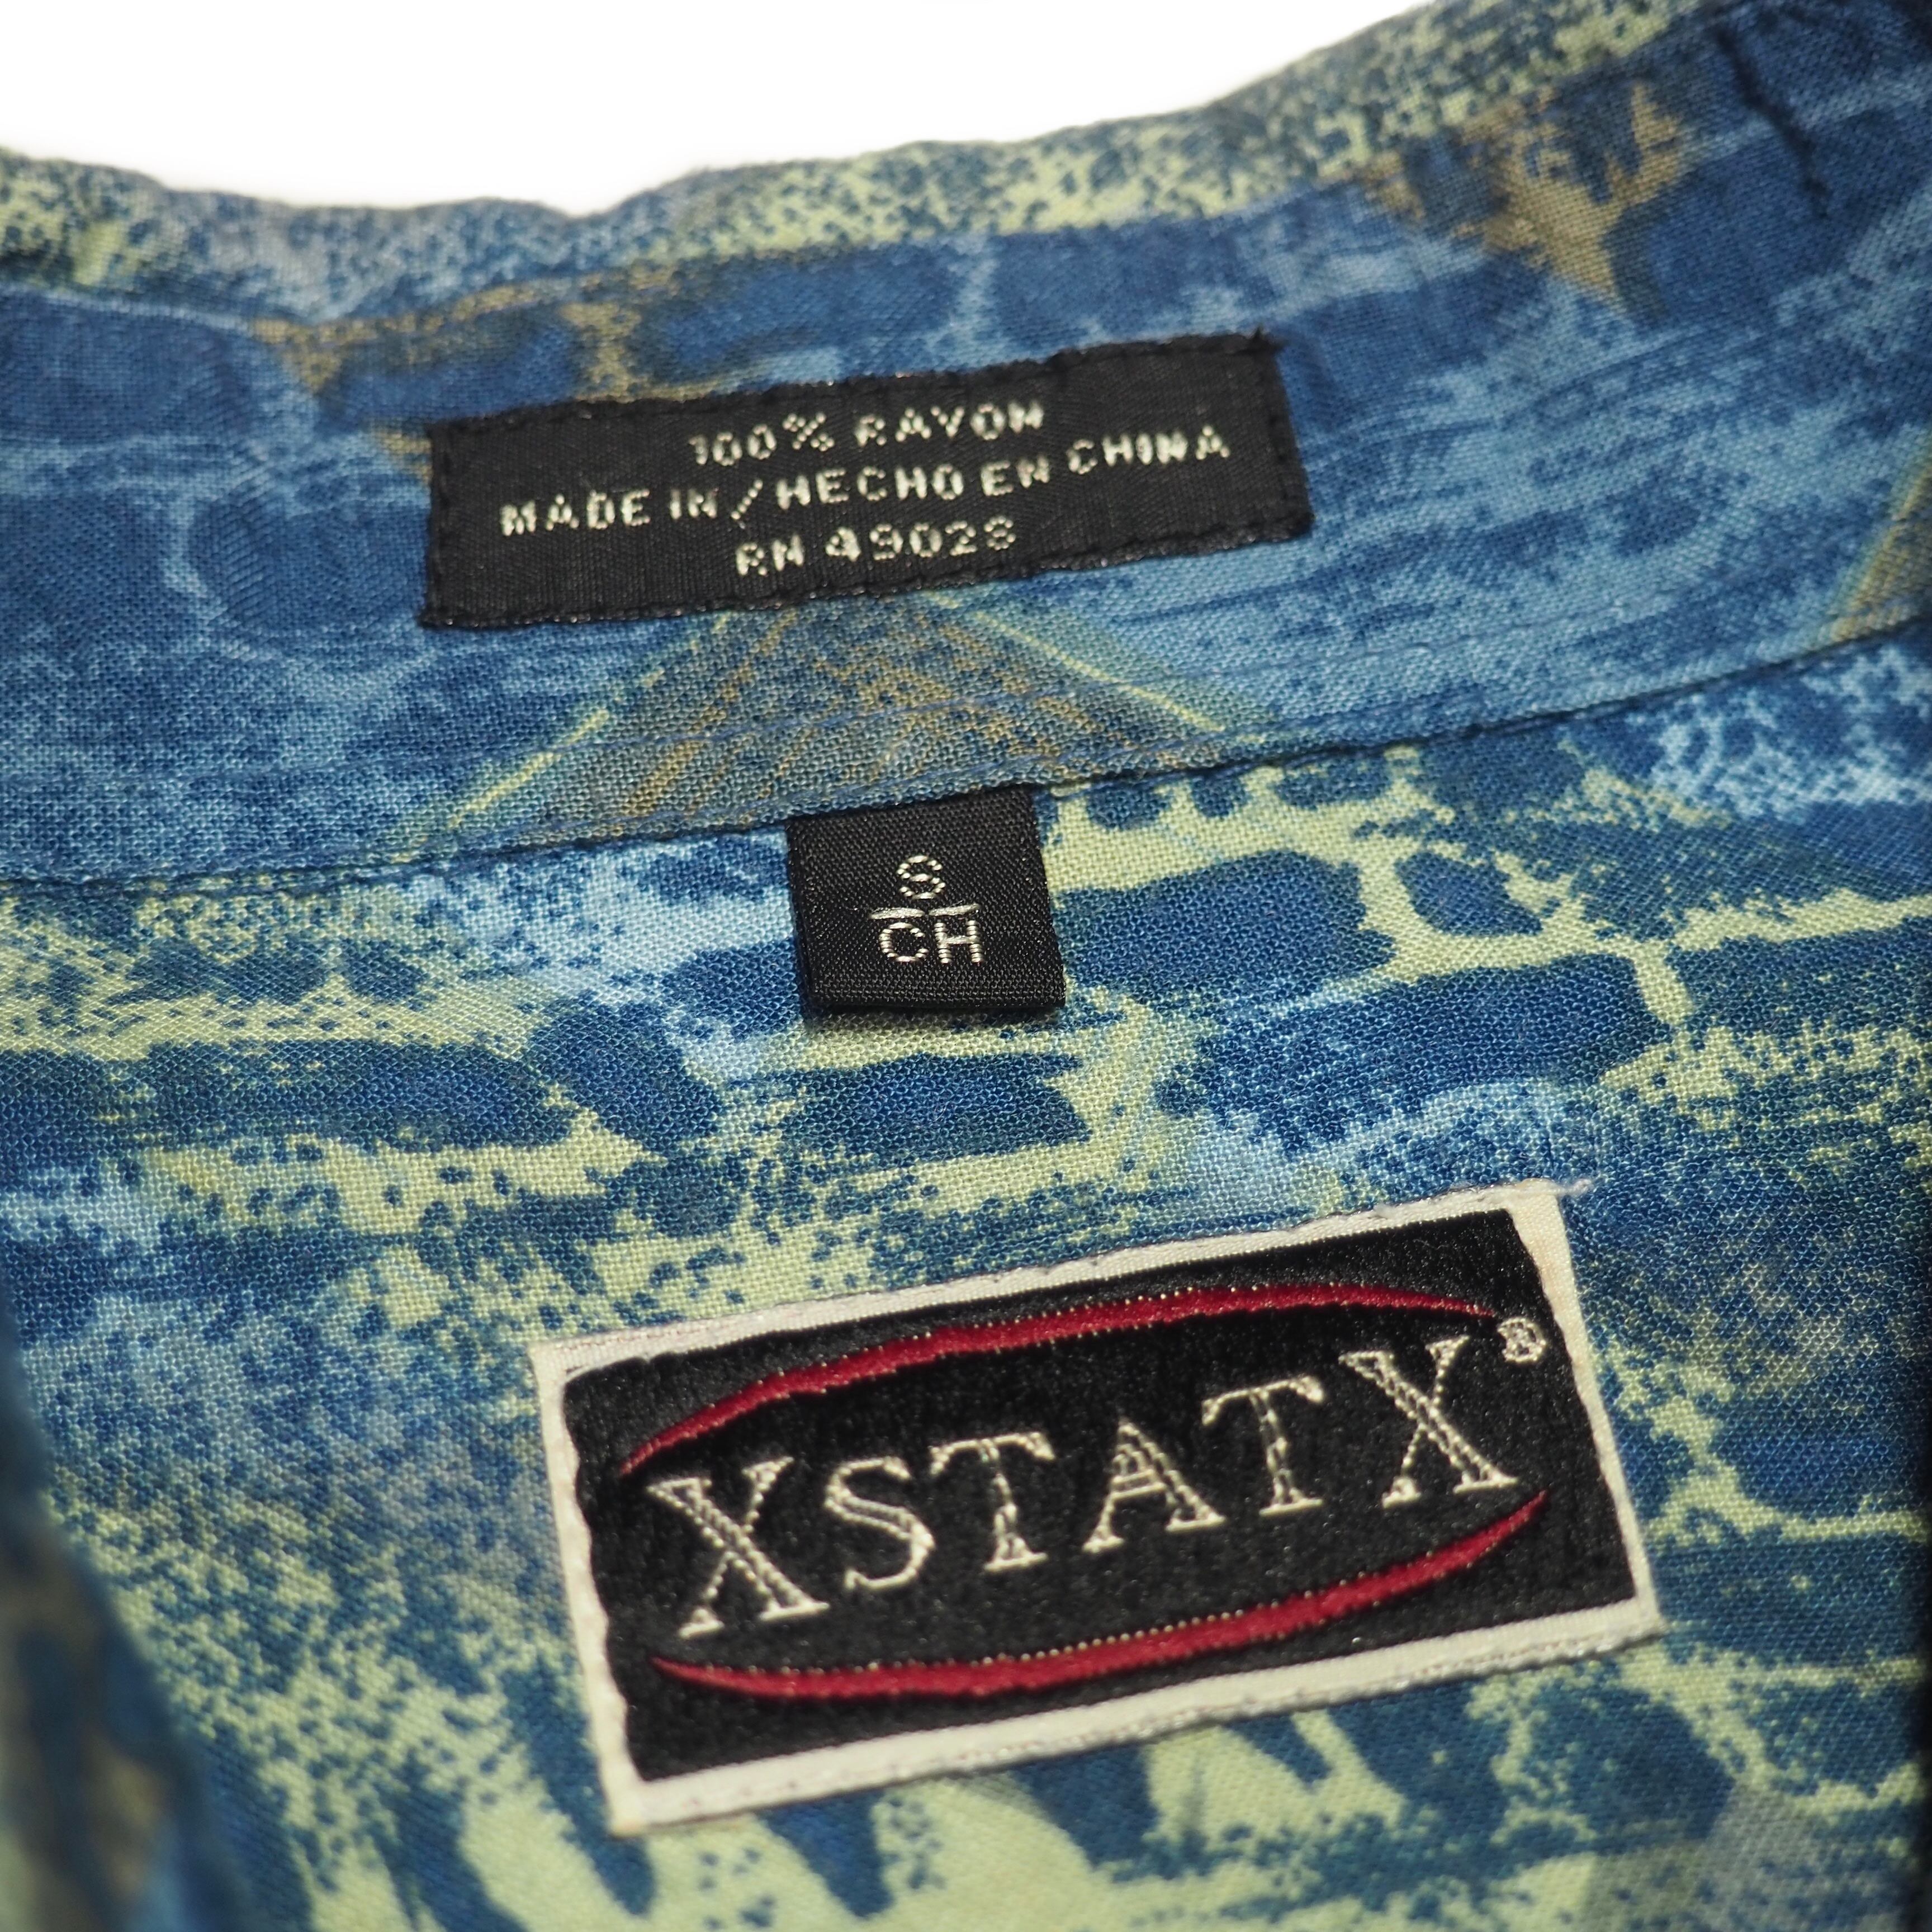 100% RAYON
MADE IN/HECHO EN CHINA
RN 49028
S
CH
XSTATX®